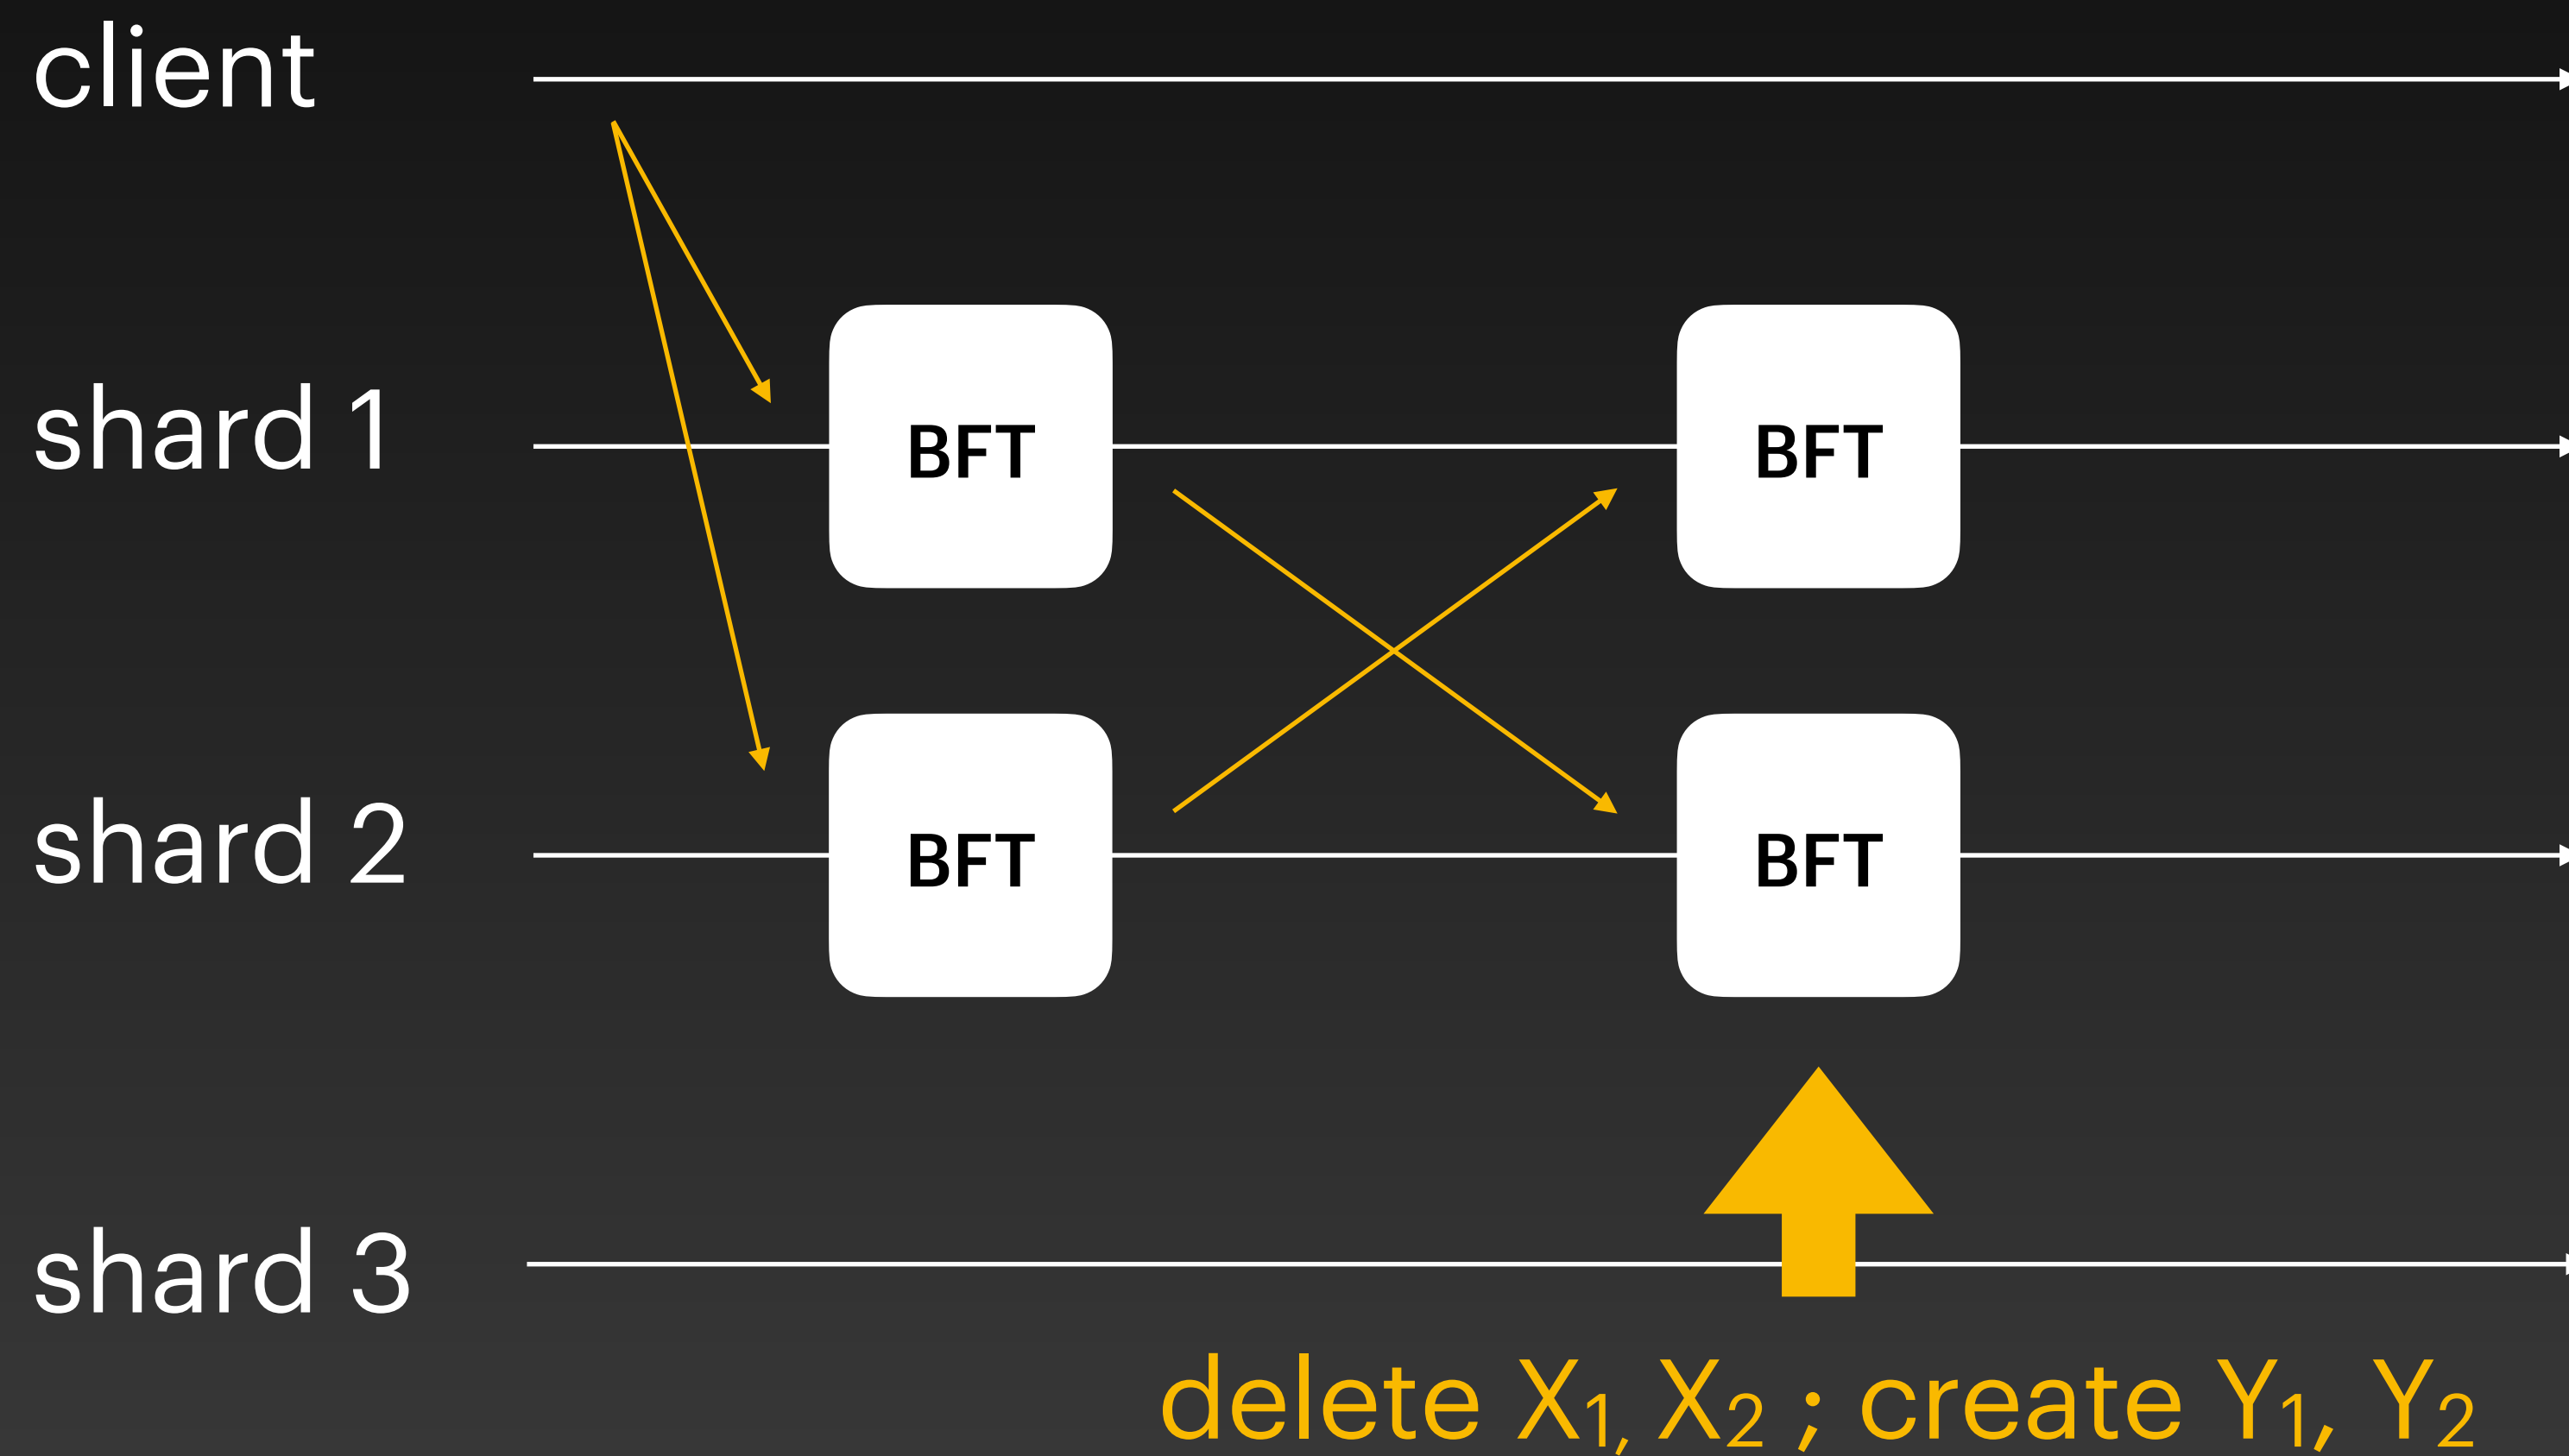 client
shard 1
BFT
BFT
shard 2
BFT
BFT
shard 3
delete X₁, X₂ ; create Y₁, Y₂